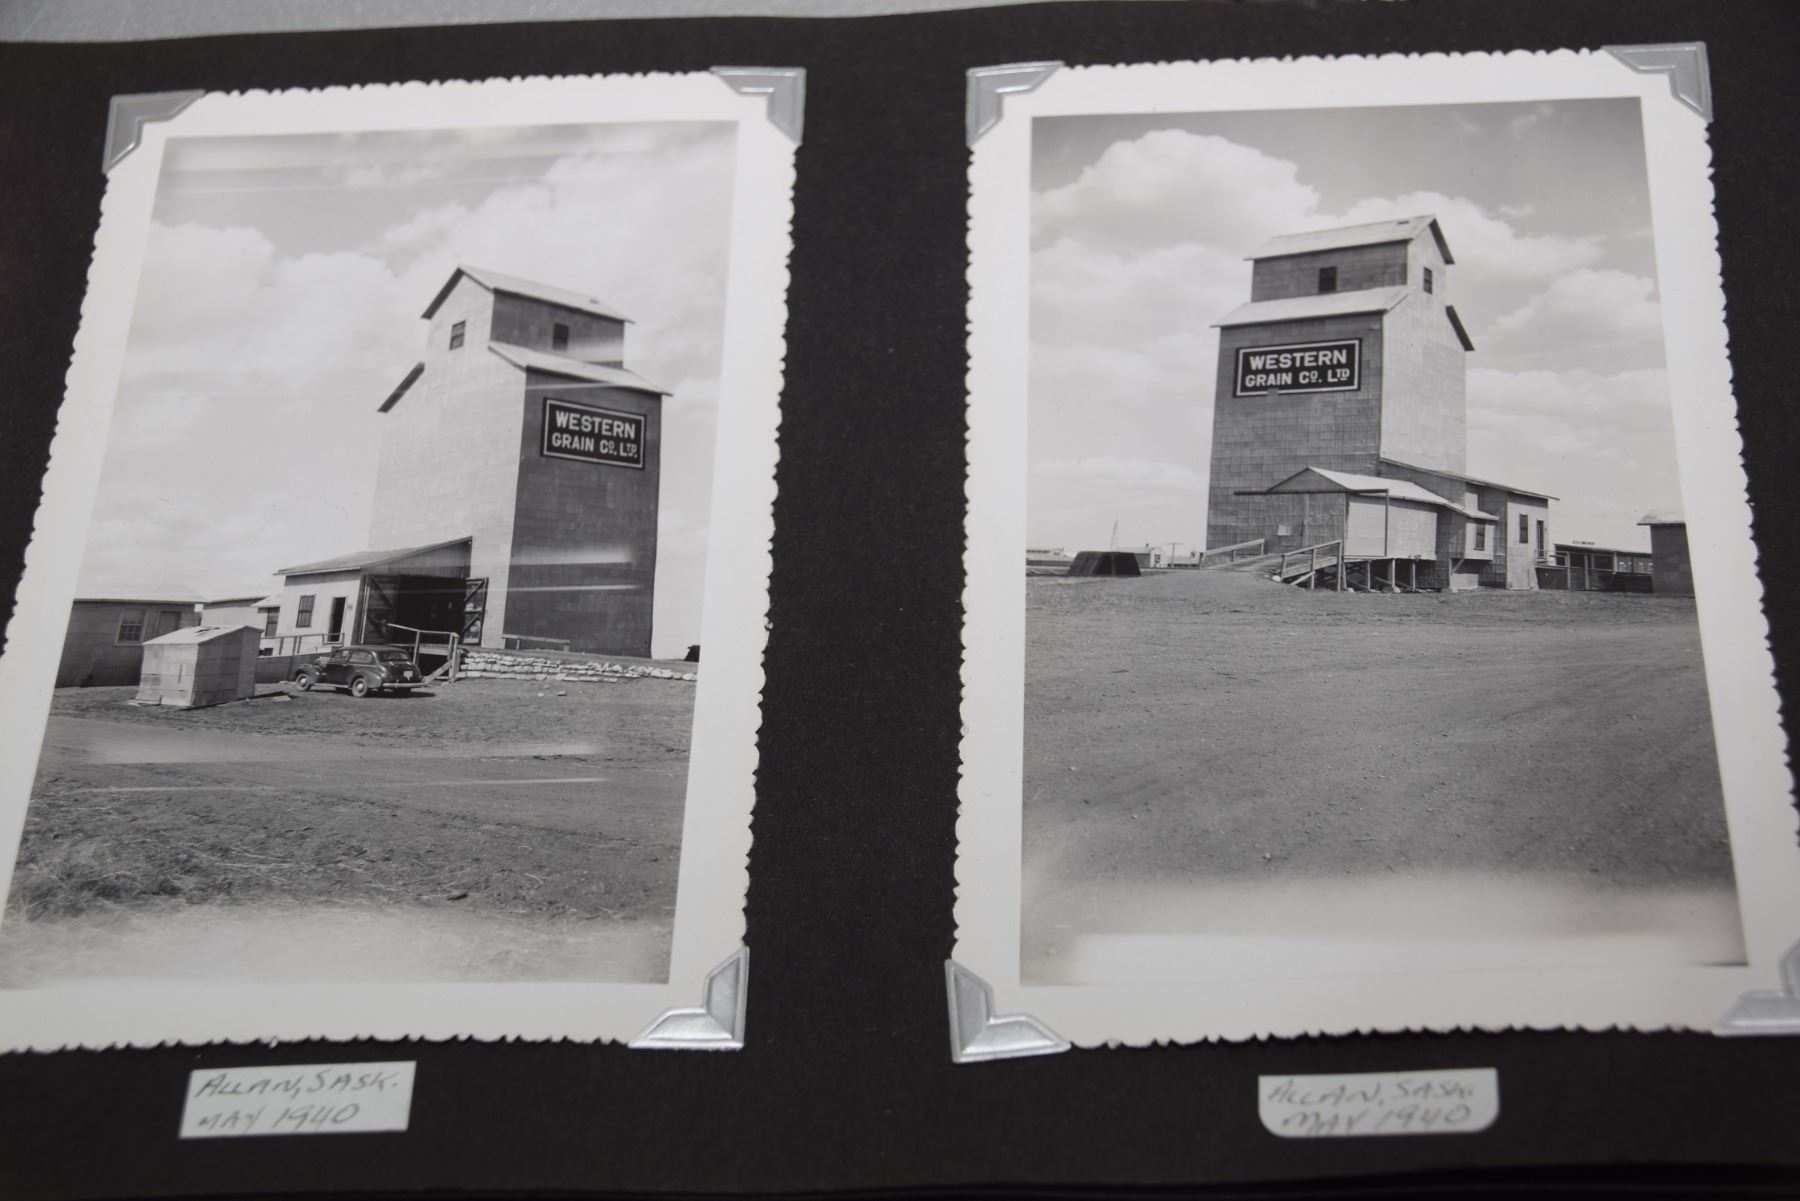 WESTERN
GRAIN Co. LTD.
WESTERN
GRAIN Co. LTD
ALLAN, SASK.
MAY 1940
ALLAN, SASK.
MAY 1940